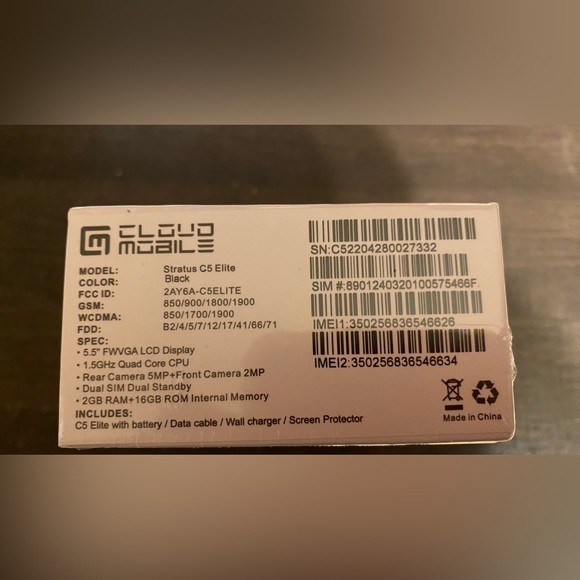 CLOUD
MOBILE
MODEL: Stratus C5 Elite
COLOR: Black
FCC ID: 2AY6A-C5ELITE
GSM: 850/900/1800/1900
WCDMA: 850/1700/1900
FDD: B2/4/5/7/12/17/41/66/71
SPEC:
• 5.5" FWVGA LCD Display
• 1.5GHz Quad Core CPU
• Rear Camera 5MP+Front Camera 2MP
• Dual SIM Dual Standby
• 2GB RAM+16GB ROM Internal Memory
INCLUDES:
C5 Elite with battery / Data cable / Wall charger / Screen Protector
SN:C52204280027332
SIM #:8901240320100575466F
IMEI1:350256836546626
IMEI2:350256836546634
Made in China